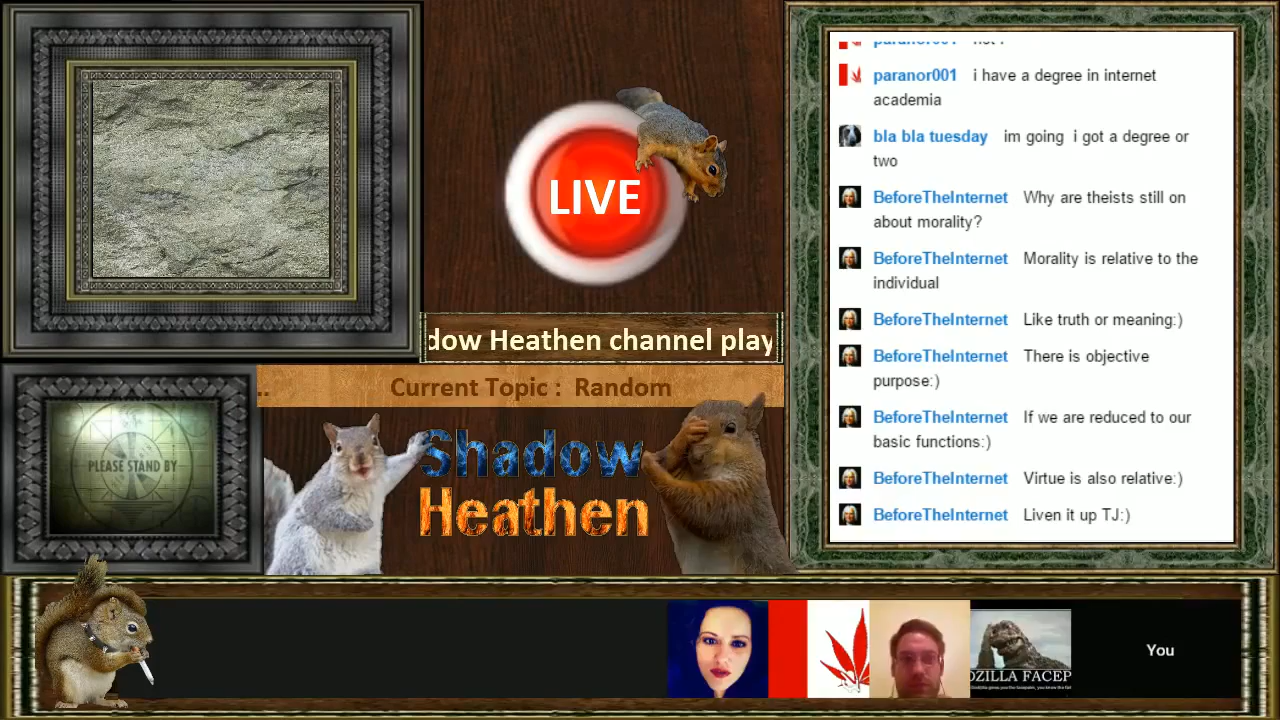 LIVE
dow Heathen channel play
.. Current Topic : Random
PLEASE STAND BY
Shadow
Heathen
paranor001 i have a degree in internet
academia
bla bla tuesday im going i got a degree or
two
BeforeTheInternet Why are theists still on
about morality?
BeforeTheInternet Morality is relative to the
individual
BeforeTheInternet Like truth or meaning:)
BeforeTheInternet There is objective
purpose:)
BeforeTheInternet If we are reduced to our
basic functions:)
BeforeTheInternet Virtue is also relative:)
BeforeTheInternet Liven it up TJ:)
DZILLA FACEP
You